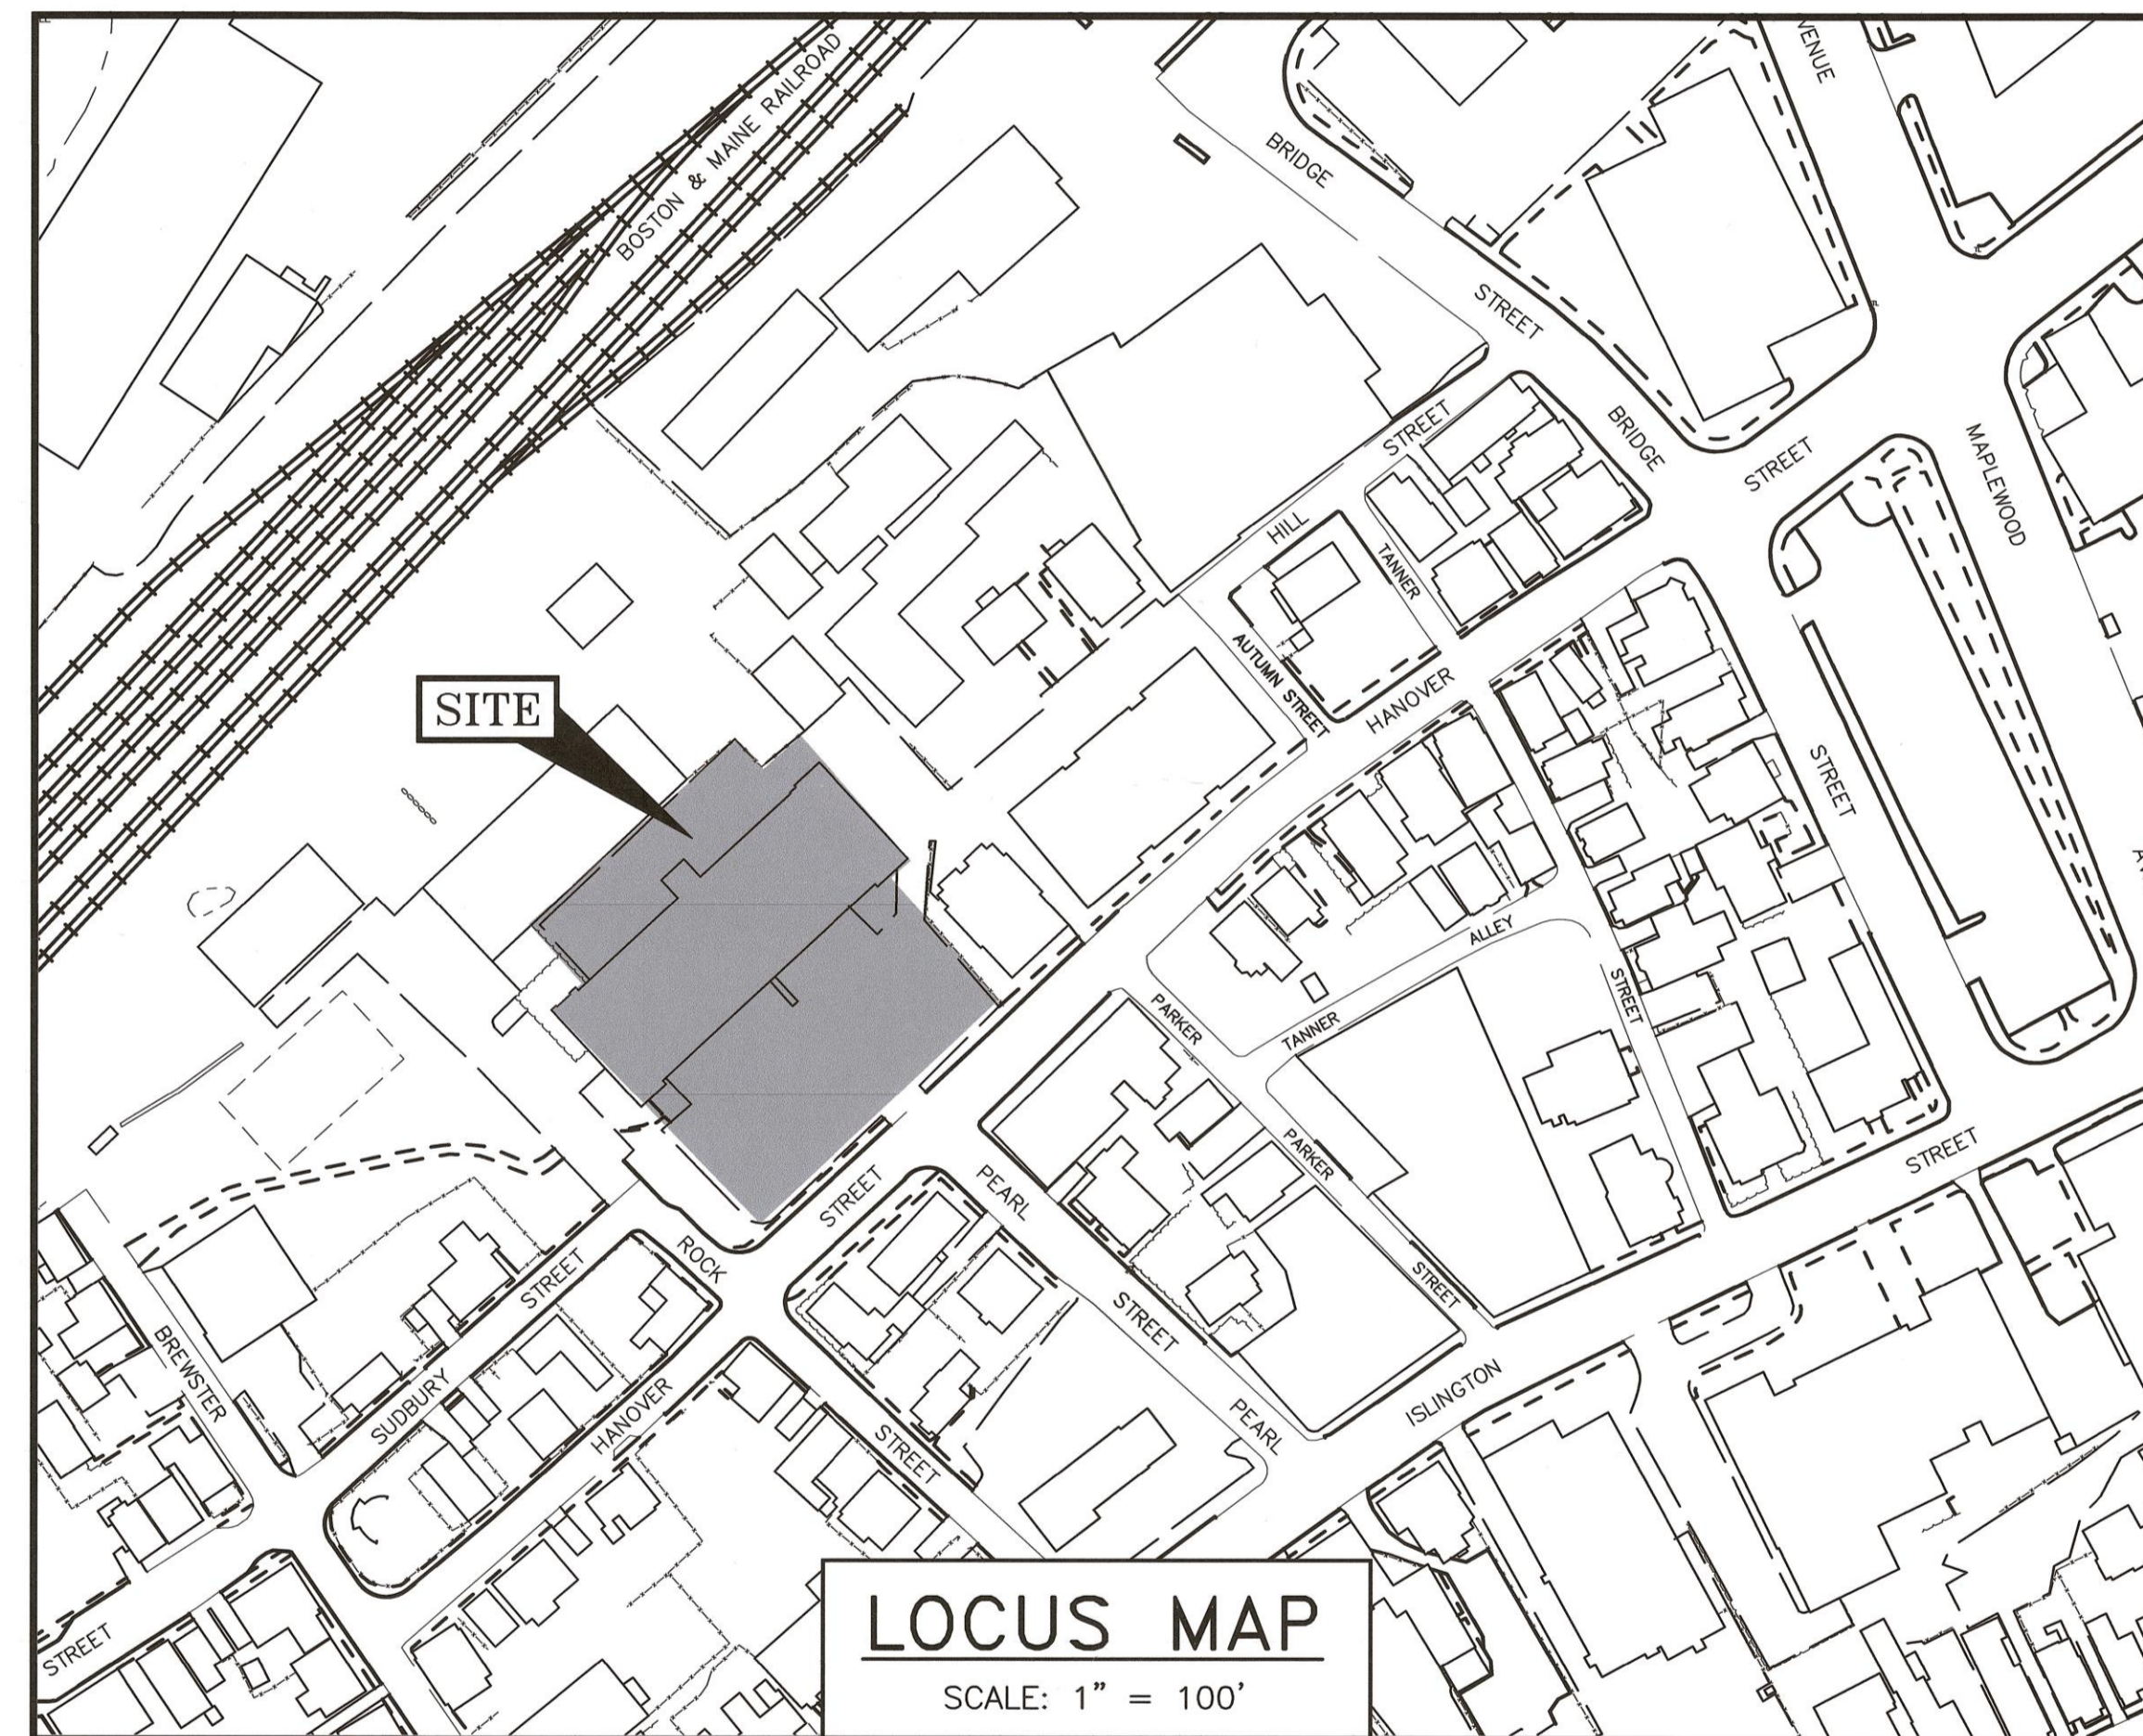 VENUE
BOSTON & MAINE RAILROAD
BRIDGE
STREET
STREET
BRIDGE
STREET
MAPLEWOOD
HILL
TANNER
AUTUMN STREET
HANOVER
SITE
STREET
ALLEY
STREET
PARKER
TANNER
PARKER
STREET
STREET
PEARL
STREET
ROCK
STREET
STREET
STREET
BREWSTER
SUDBURY
HANOVER
STREET
PEARL
ISLINGTON
STREET
LOCUS MAP
SCALE: 1" = 100'